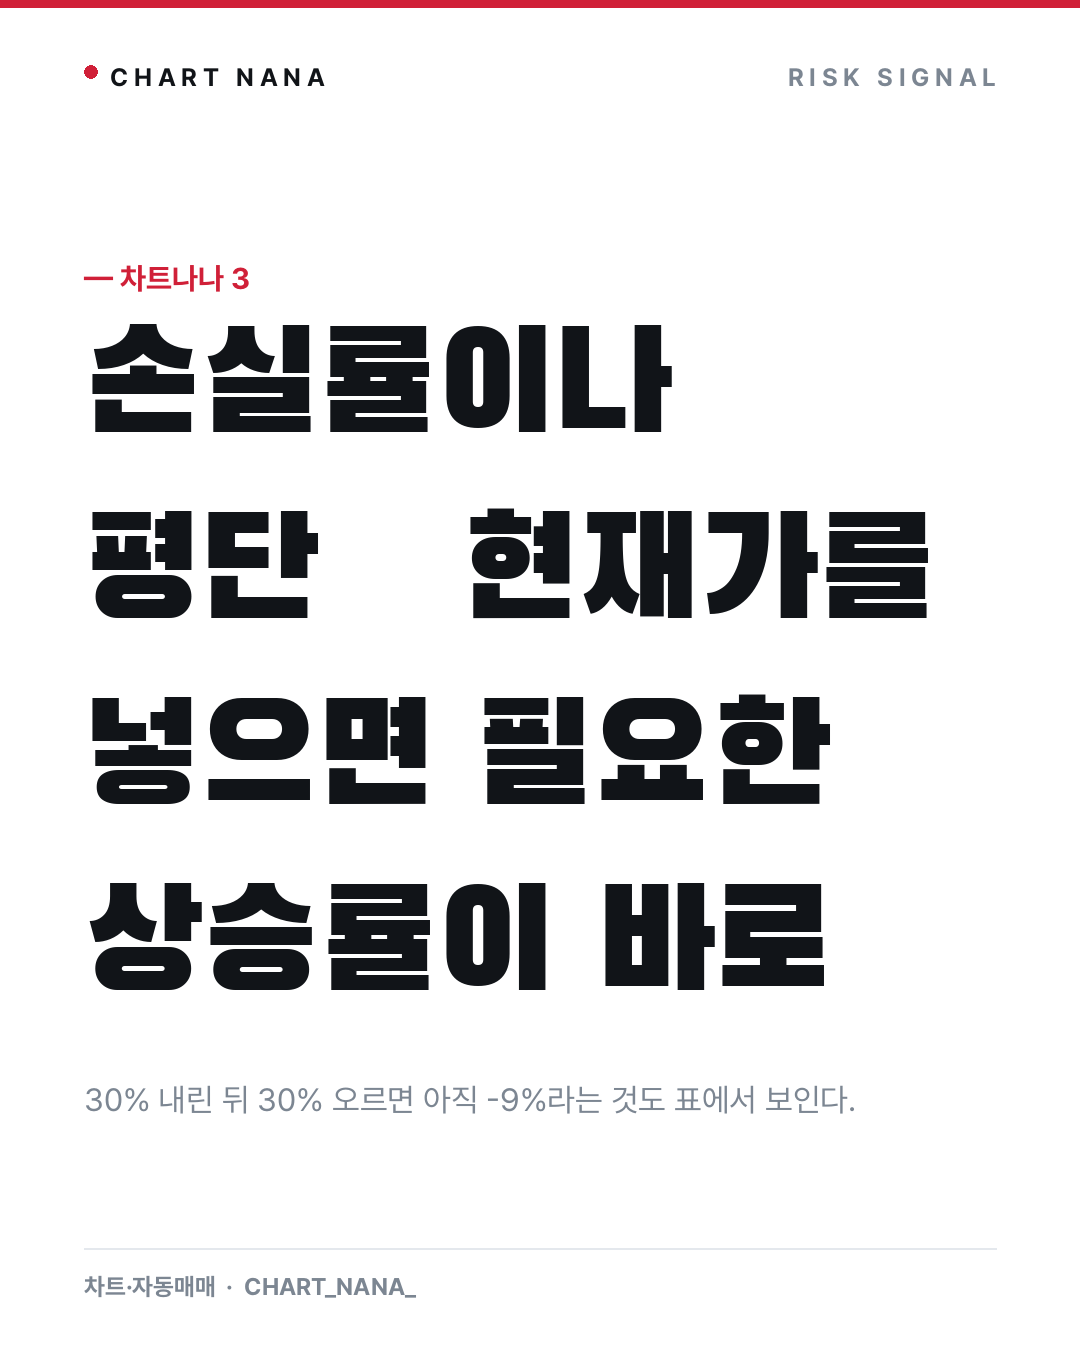 CHART NANA
RISK SIGNAL
— 차트나나 3
손실률이나
평단 현재가를
넣으면 필요한
상승률이 바로
30% 내린 뒤 30% 오르면 아직 -9%라는 것도 표에서 보인다.
차트·자동매매 · CHART_NANA_